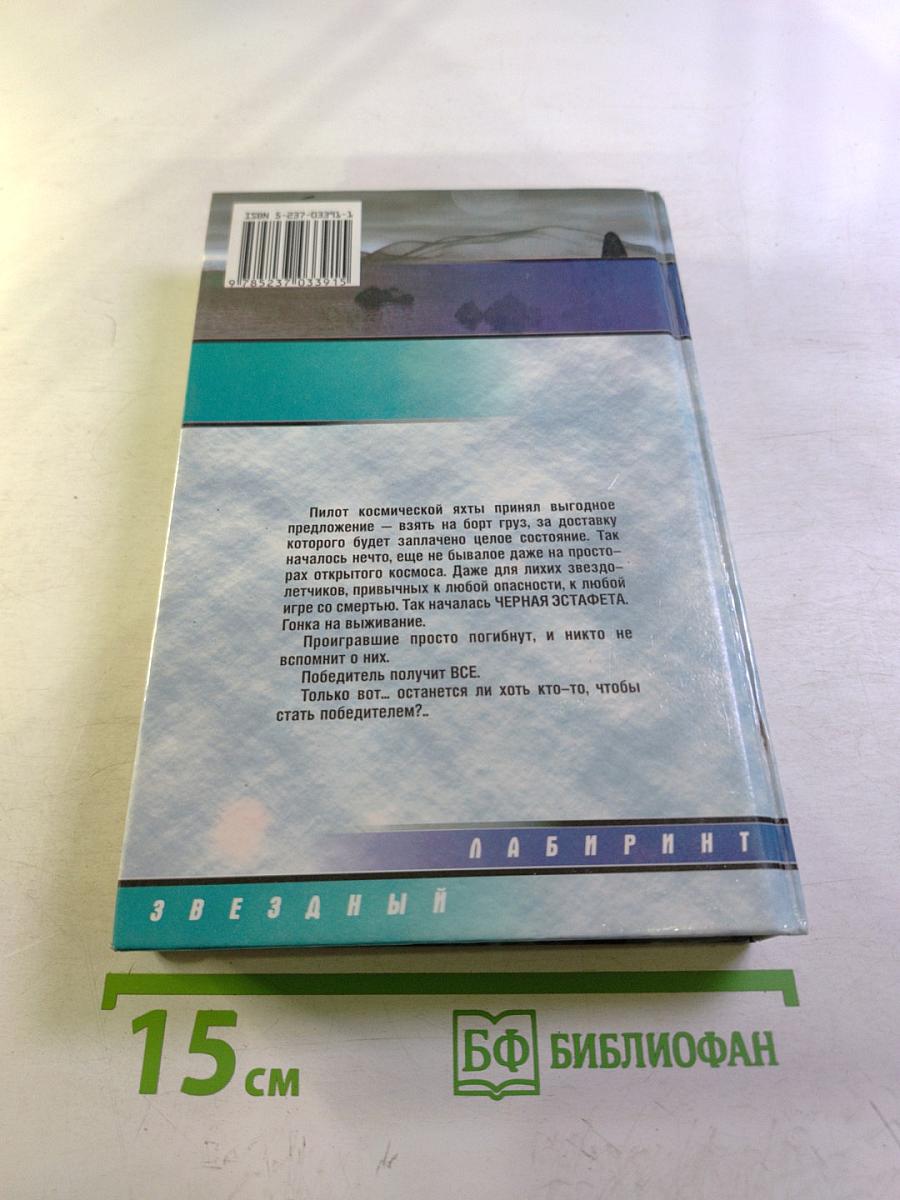 ISBN 5-237-03391-1
9 785237 033915
Пилот космической яхты принял выгодное
предложение — взять на борт груз, за доставку
которого будет заплачено целое состояние. Так
началось нечто, еще не бывалое даже на просто-
рах открытого космоса. Даже для лихих звездо-
летчиков, привычных к любой опасности, к любой
игре со смертью. Так началась ЧЕРНАЯ ЭСТАФЕТА.
Гонка на выживание.
Проигравшие просто погибнут, и никто не
вспомнит о них.
Победитель получит ВСЕ.
Только вот... останется ли хоть кто-то, чтобы
стать победителем?..
ЛАБИРИНТ
ЗВЕЗДНЫЙ
15 см
БФ БИБЛИОФАН